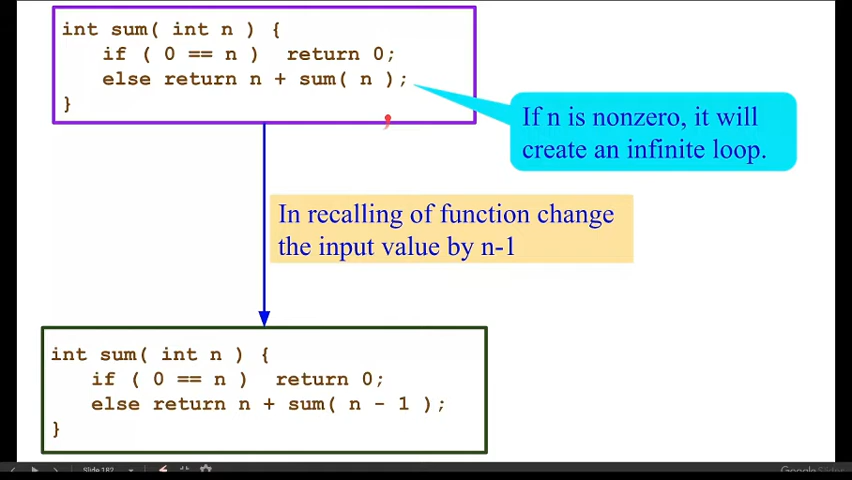 int sum( int n ) {
if ( 0 == n )  return 0;
else return n + sum( n );
}
If n is nonzero, it will
create an infinite loop.
In recalling of function change
the input value by n-1
int sum( int n ) {
if ( 0 == n )  return 0;
else return n + sum( n - 1 );
}
Slide 182
Google Slides